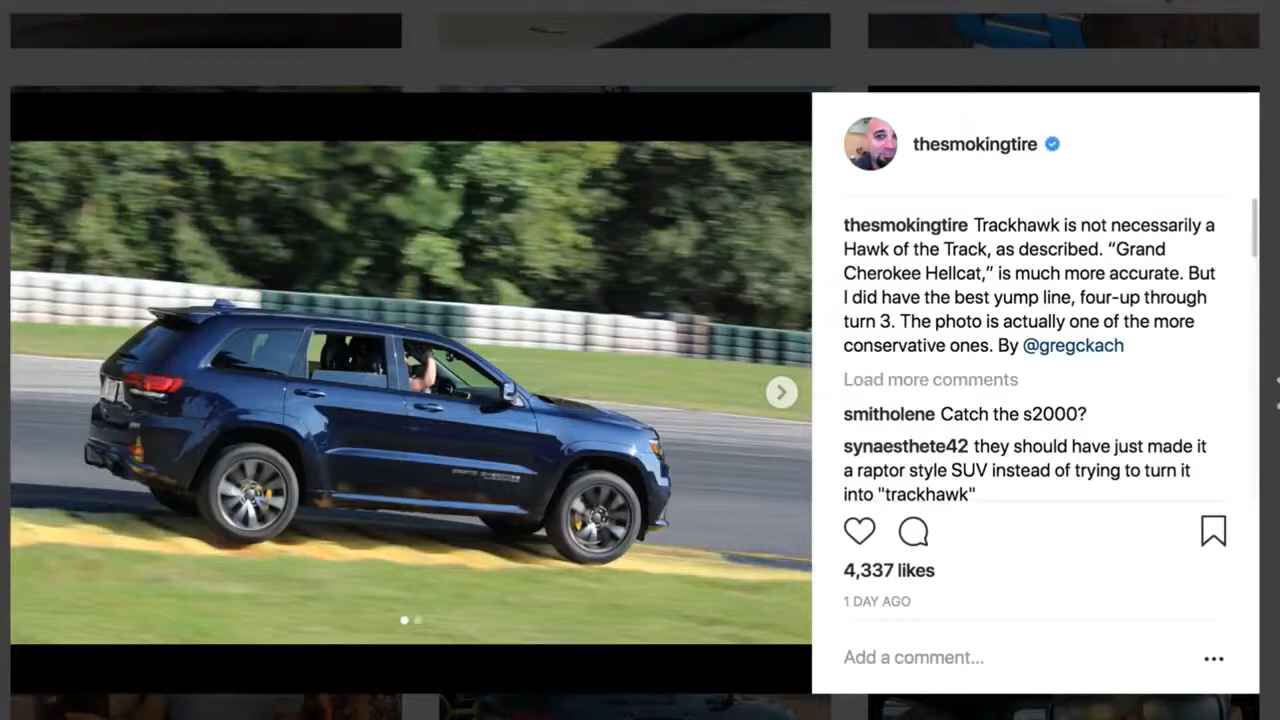 thesmokingtire
thesmokingtire Trackhawk is not necessarily a
Hawk of the Track, as described. “Grand
Cherokee Hellcat,” is much more accurate. But
I did have the best yump line, four-up through
turn 3. The photo is actually one of the more
conservative ones. By @gregckach
Load more comments
smitholene Catch the s2000?
synaesthete42 they should have just made it
a raptor style SUV instead of trying to turn it
into "trackhawk"
4,337 likes
1 DAY AGO
Add a comment...